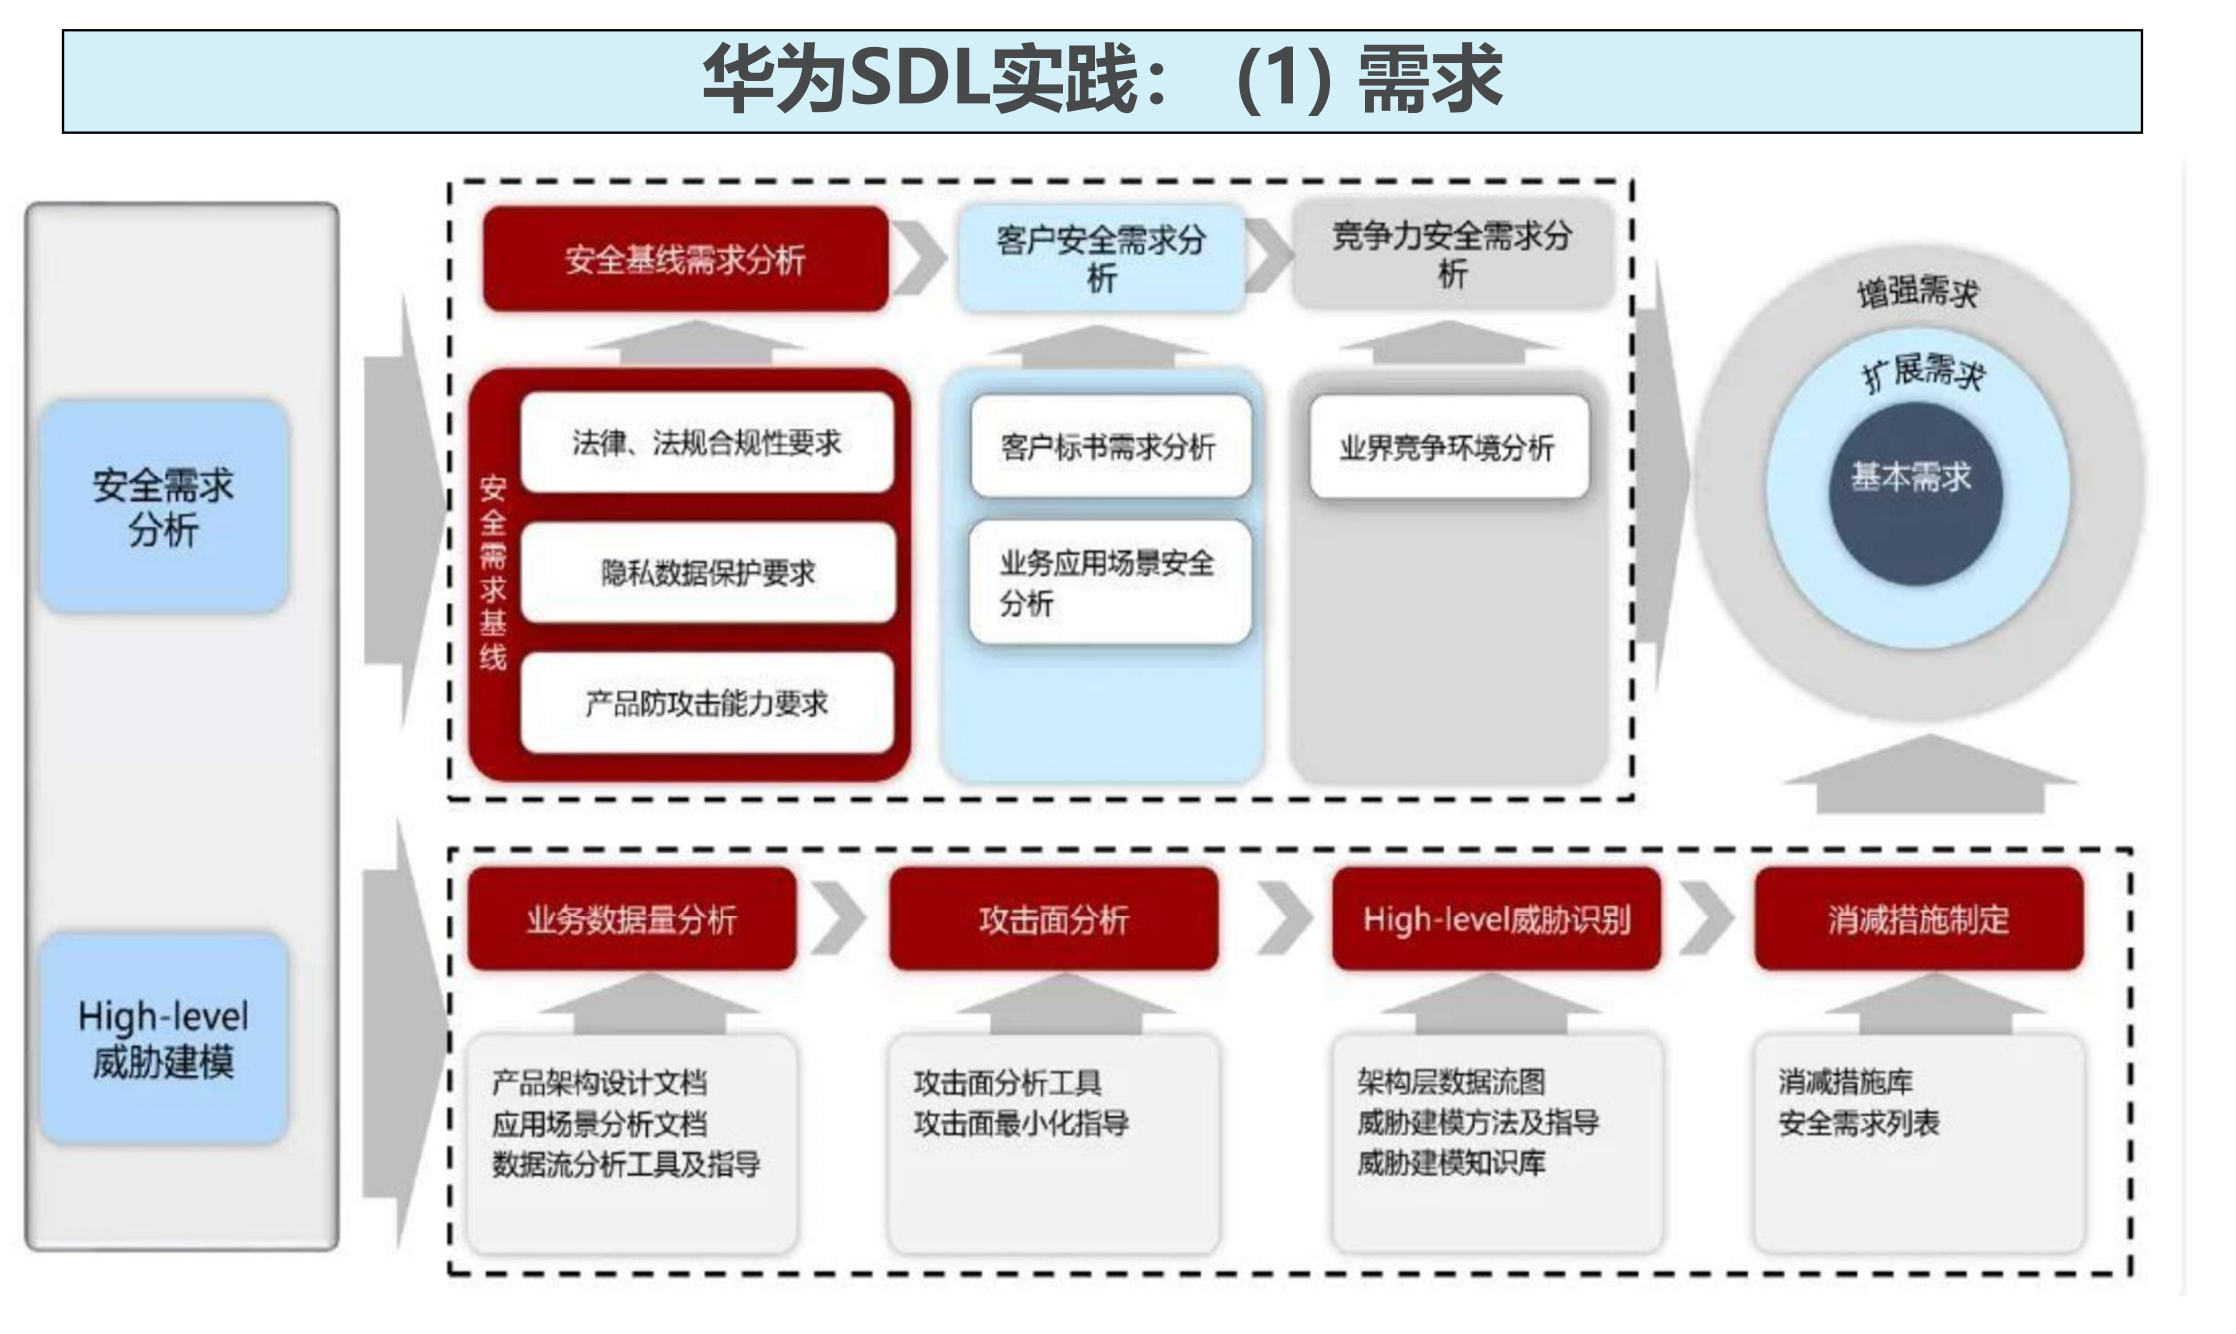 华为SDL实践：（1）需求
安全需求
分析
High-level
威胁建模
安全基线需求分析
客户安全需求分
析
竞争力安全需求分
析
安全需求基线
法律、法规合规性要求
隐私数据保护要求
产品防攻击能力要求
客户标书需求分析
业务应用场景安全
分析
业界竞争环境分析
增强需求
扩展需求
基本需求
业务数据量分析
攻击面分析
High-level威胁识别
消减措施制定
产品架构设计文档
应用场景分析文档
数据流分析工具及指导
攻击面分析工具
攻击面最小化指导
架构层数据流图
威胁建模方法及指导
威胁建模知识库
消减措施库
安全需求列表